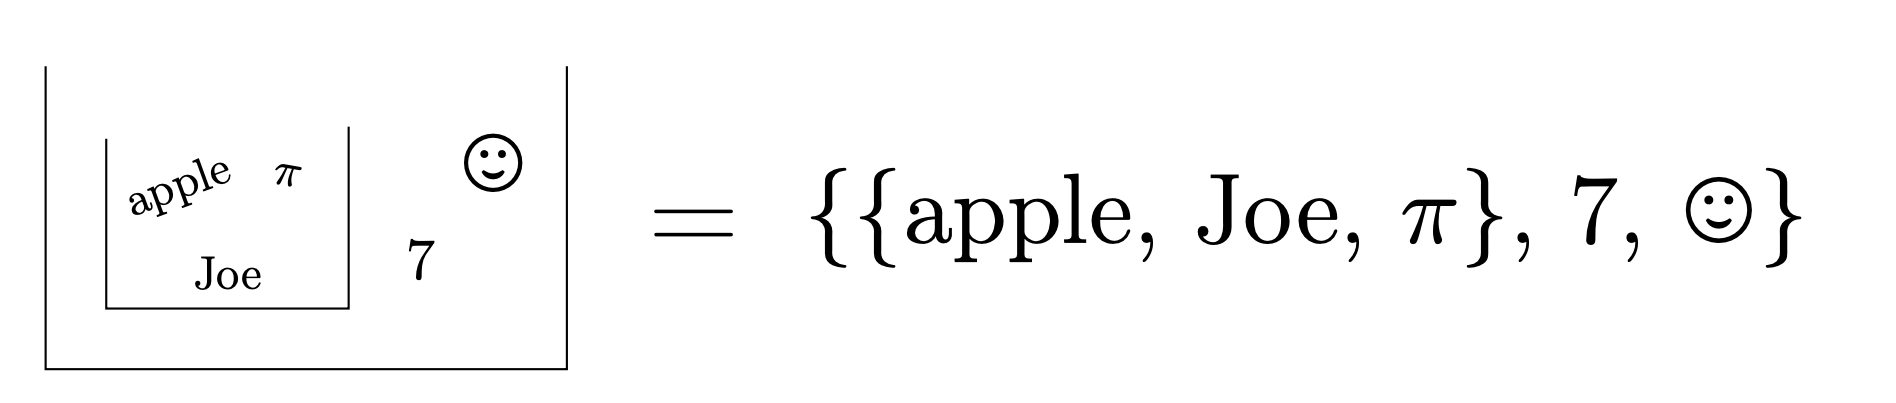 apple π
Joe 7
= {{apple, Joe, π}, 7, ☺}